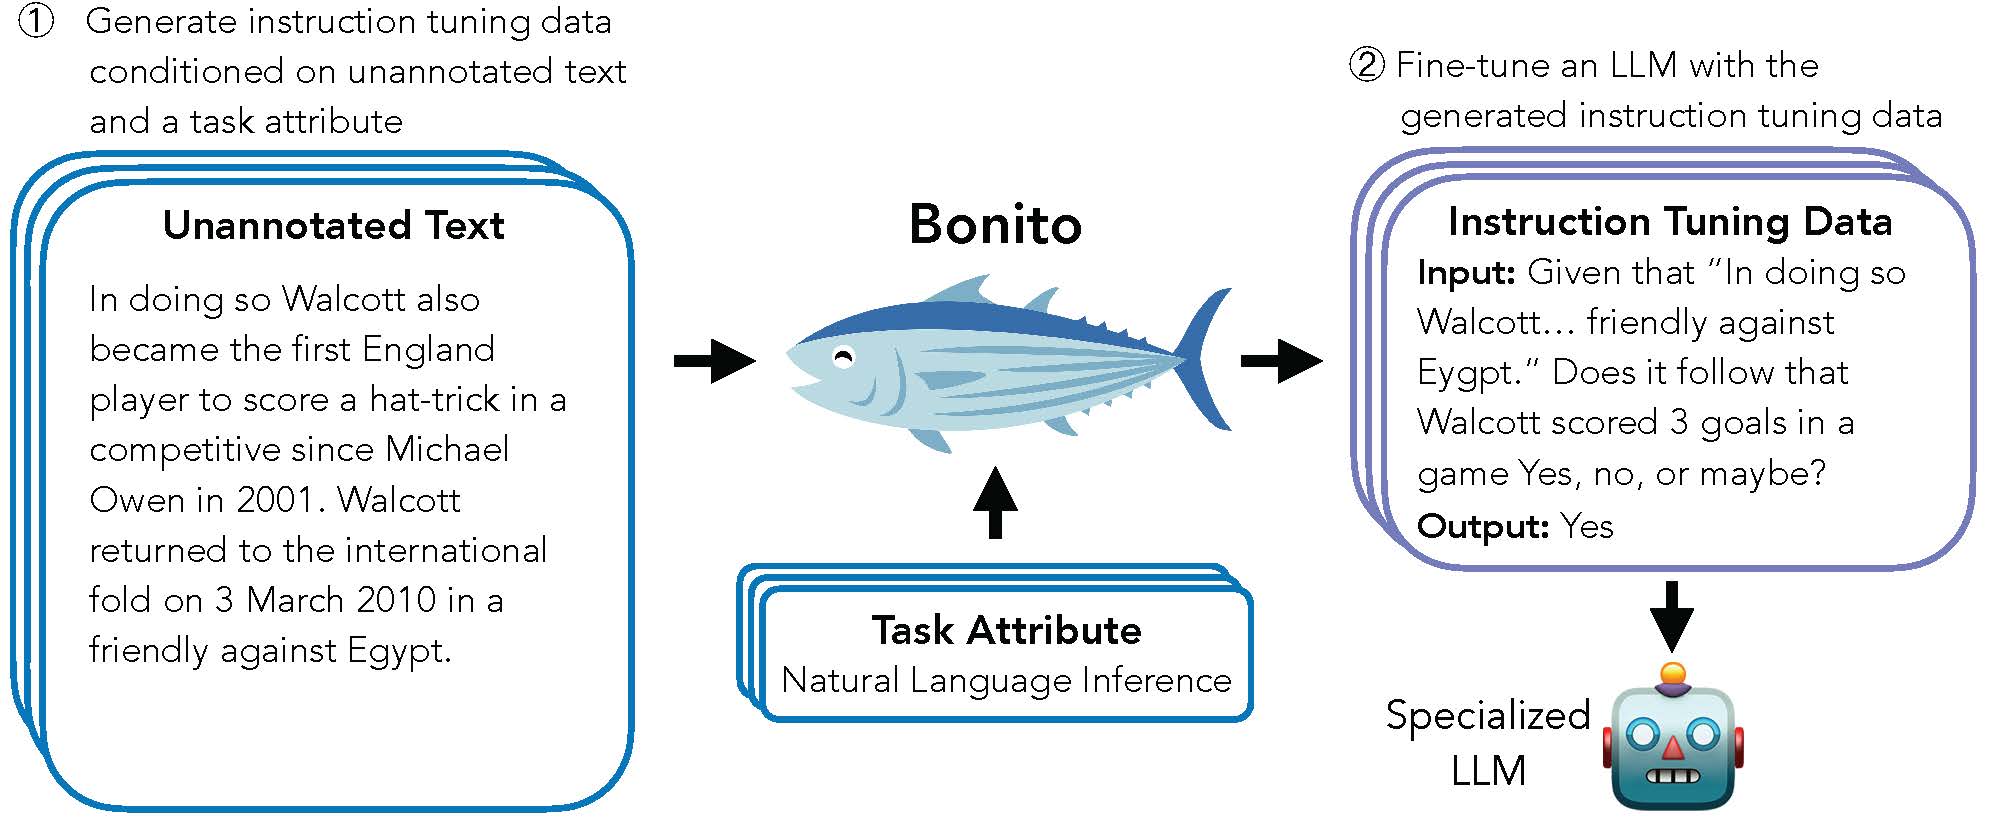 ① Generate instruction tuning data
conditioned on unannotated text
and a task attribute
Unannotated Text
In doing so Walcott also
became the first England
player to score a hat-trick in a
competitive since Michael
Owen in 2001. Walcott
returned to the international
fold on 3 March 2010 in a
friendly against Egypt.
Bonito
Task Attribute
Natural Language Inference
② Fine-tune an LLM with the
generated instruction tuning data
Instruction Tuning Data
Input: Given that “In doing so
Walcott... friendly against
Eygpt.” Does it follow that
Walcott scored 3 goals in a
game Yes, no, or maybe?
Output: Yes
Specialized
LLM